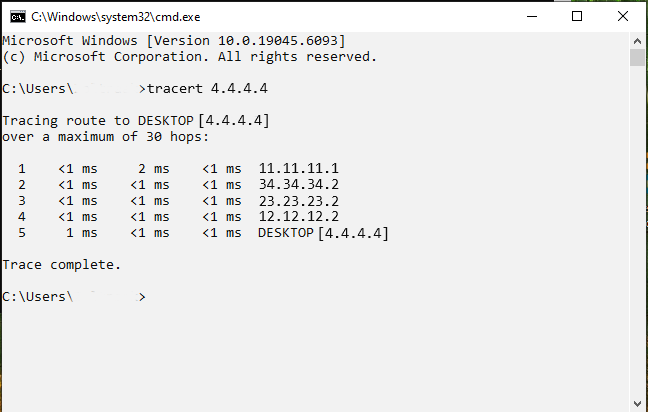 C:\Windows\system32\cmd.exe
Microsoft Windows [Version 10.0.19045.6093]
(c) Microsoft Corporation. All rights reserved.
C:\Users\ >tracert 4.4.4.4
Tracing route to DESKTOP [4.4.4.4]
over a maximum of 30 hops:
1 <1 ms 2 ms <1 ms 11.11.11.1
2 <1 ms <1 ms <1 ms 34.34.34.2
3 <1 ms <1 ms <1 ms 23.23.23.2
4 <1 ms <1 ms <1 ms 12.12.12.2
5 1 ms <1 ms <1 ms DESKTOP [4.4.4.4]
Trace complete.
C:\Users\ >